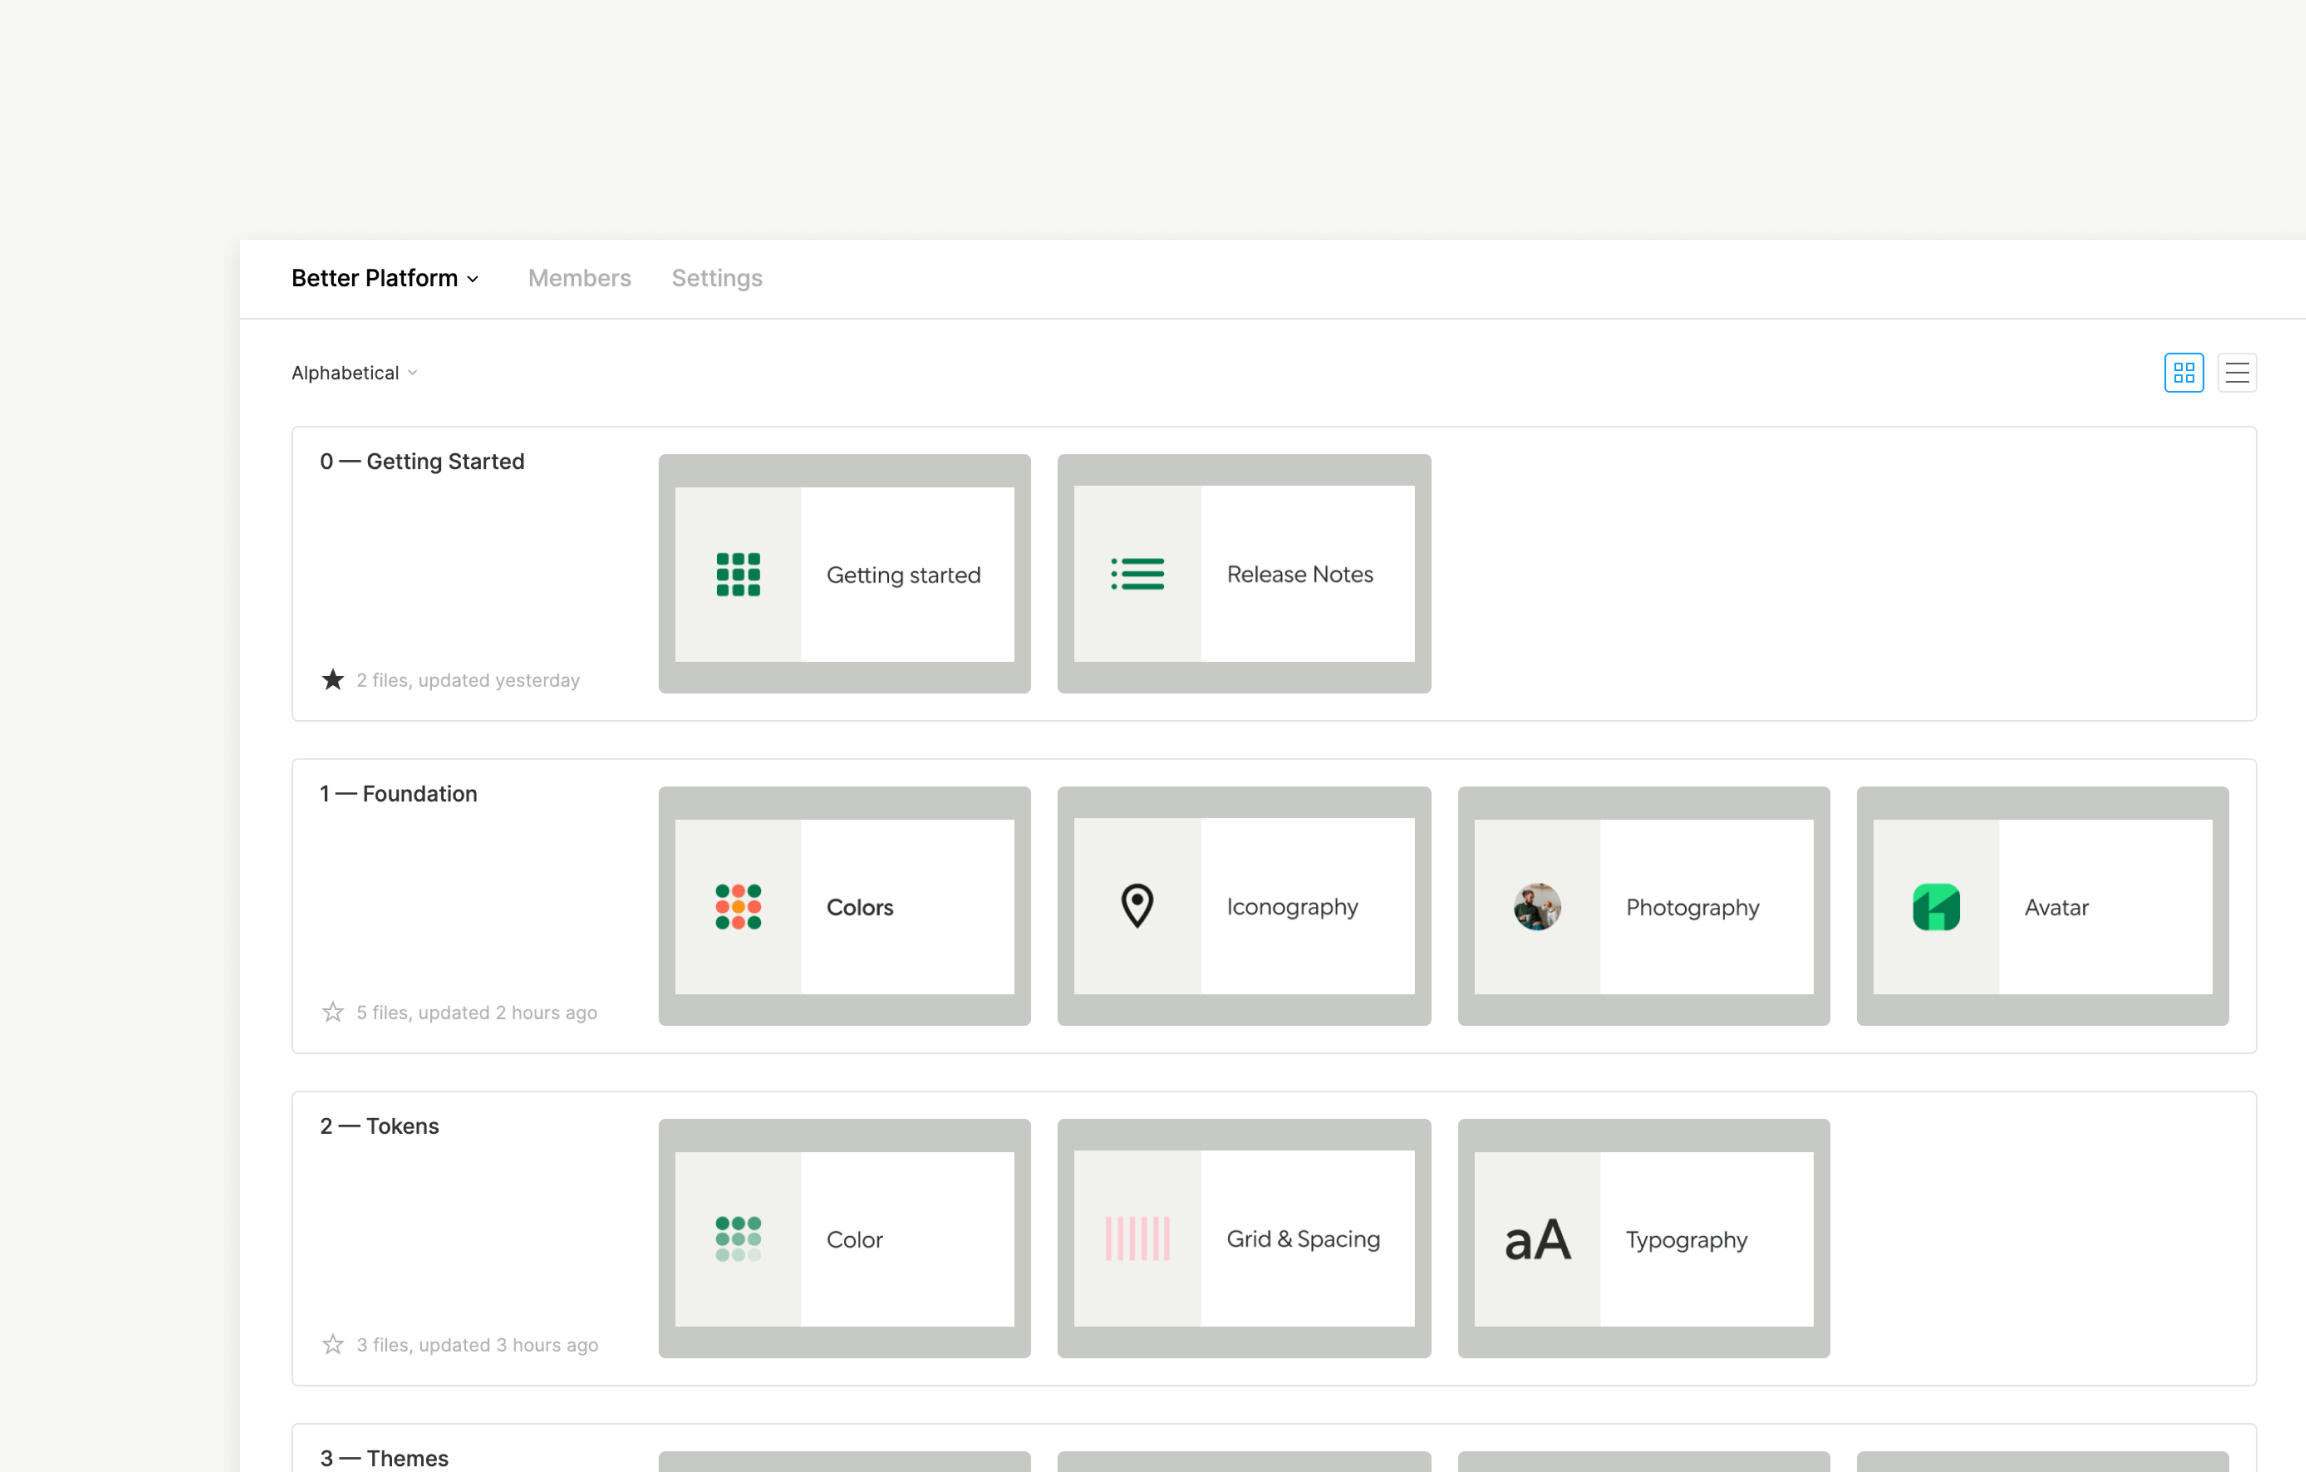 Better Platform
Members
Settings
Alphabetical
0 — Getting Started
Getting started
Release Notes
2 files, updated yesterday
1 — Foundation
Colors
Iconography
Photography
Avatar
5 files, updated 2 hours ago
2 — Tokens
Color
Grid & Spacing
aA
Typography
3 files, updated 3 hours ago
3 — Themes